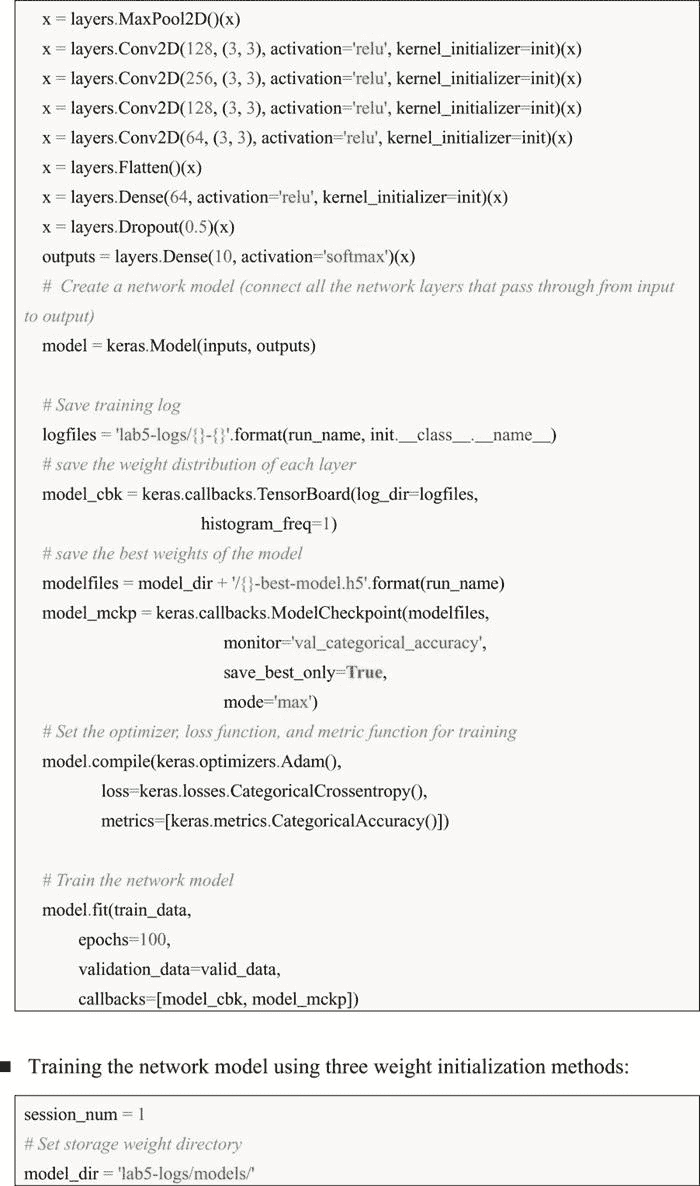 x = layers.MaxPool2D()(x)
x = layers.Conv2D(128, (3, 3), activation='relu', kernel_initializer=init)(x)
x = layers.Conv2D(256, (3, 3), activation='relu', kernel_initializer=init)(x)
x = layers.Conv2D(128, (3, 3), activation='relu', kernel_initializer=init)(x)
x = layers.Conv2D(64, (3, 3), activation='relu', kernel_initializer=init)(x)
x = layers.Flatten()(x)
x = layers.Dense(64, activation='relu', kernel_initializer=init)(x)
x = layers.Dropout(0.5)(x)
outputs = layers.Dense(10, activation='softmax')(x)
# Create a network model (connect all the network layers that pass through from input
to output)
model = keras.Model(inputs, outputs)
# Save training log
logfiles = 'lab5-logs/{}-{}'.format(run_name, init.__class__.__name__)
# save the weight distribution of each layer
model_cbk = keras.callbacks.TensorBoard(log_dir=logfiles,
histogram_freq=1)
# save the best weights of the model
modelfiles = model_dir + '/{}-best-model.h5'.format(run_name)
model_mckp = keras.callbacks.ModelCheckpoint(modelfiles,
monitor='val_categorical_accuracy',
save_best_only=True,
mode='max')
# Set the optimizer, loss function, and metric function for training
model.compile(keras.optimizers.Adam(),
loss=keras.losses.CategoricalCrossentropy(),
metrics=[keras.metrics.CategoricalAccuracy()])
# Train the network model
model.fit(train_data,
epochs=100,
validation_data=valid_data,
callbacks=[model_cbk, model_mckp])
■ Training the network model using three weight initialization methods:
session_num = 1
# Set storage weight directory
model_dir = 'lab5-logs/models/'